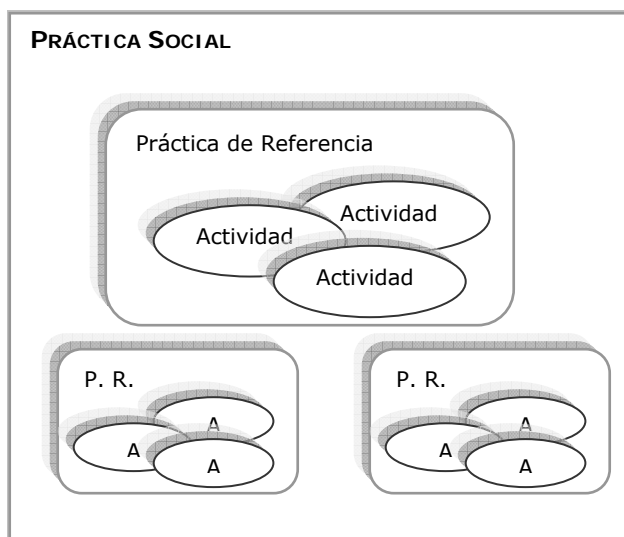 PRÁCTICA SOCIAL
Práctica de Referencia
Actividad
Actividad
Actividad
P. R.
A
A
A
P. R.
A
A
A